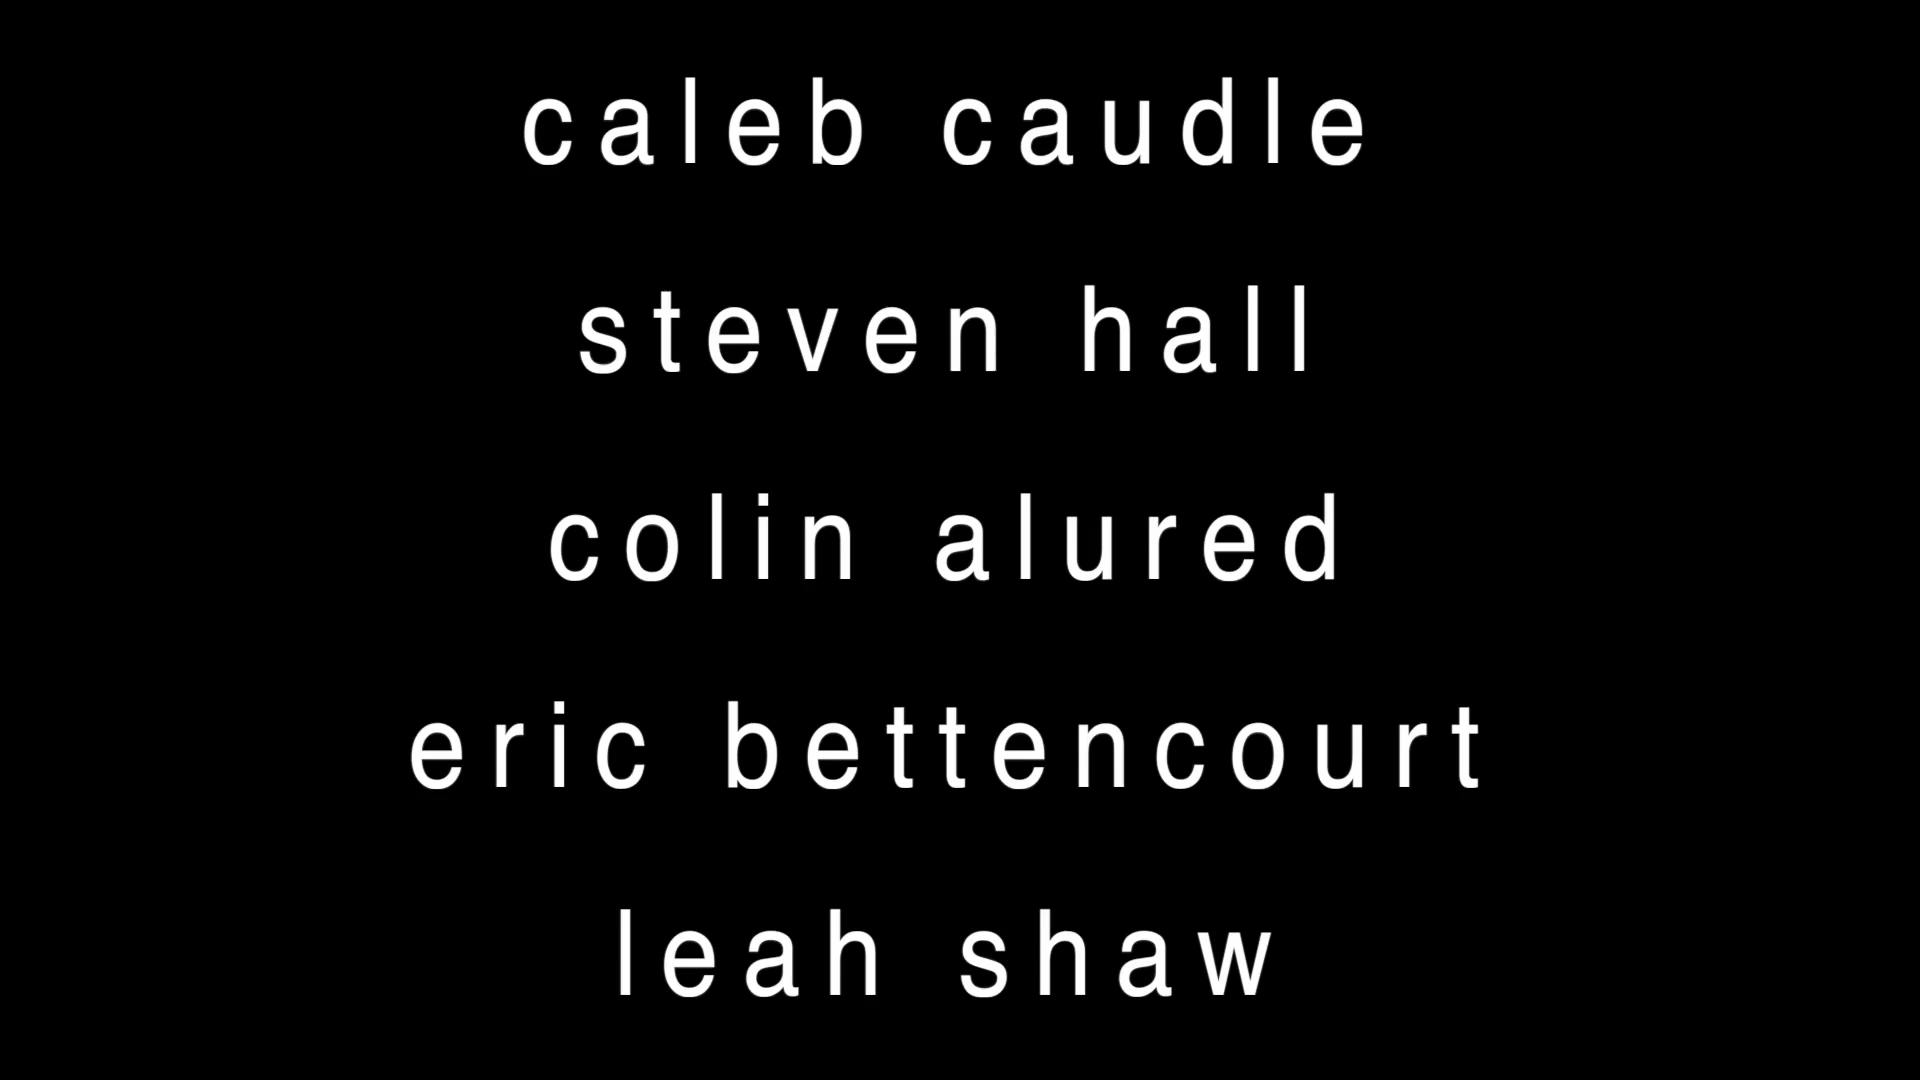 caleb caudle
steven hall
colin alured
eric bettencourt
leah shaw